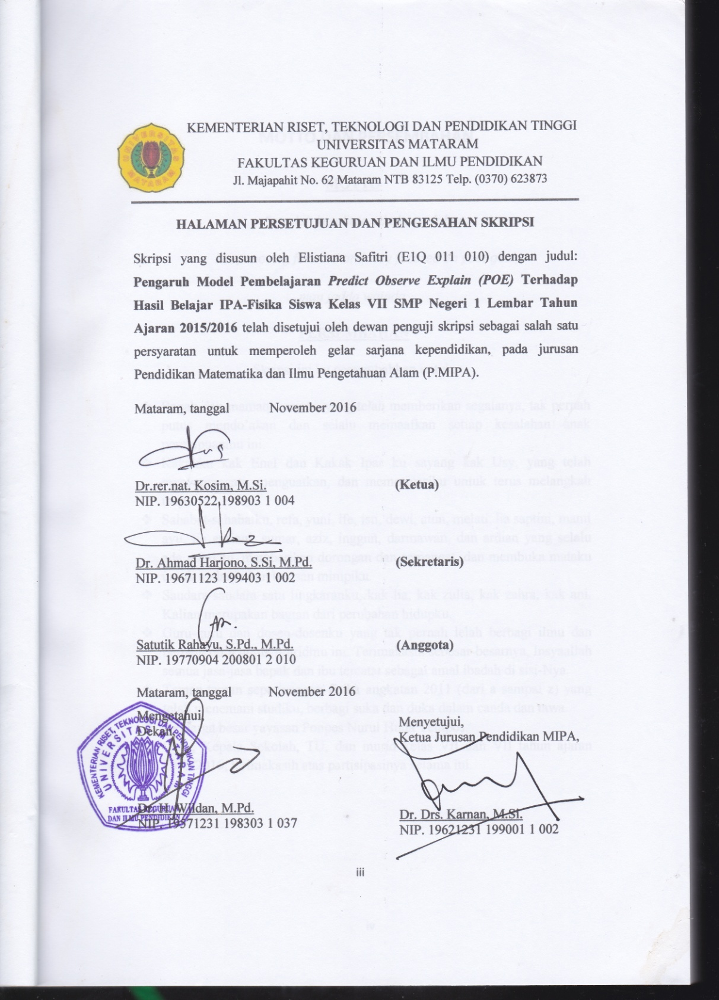 UNIVERSITAS
MATARAM
KEMENTERIAN RISET, TEKNOLOGI DAN PENDIDIKAN TINGGI
UNIVERSITAS MATARAM
FAKULTAS KEGURUAN DAN ILMU PENDIDIKAN
Jl. Majapahit No. 62 Mataram NTB 83125 Telp. (0370) 623873
HALAMAN PERSETUJUAN DAN PENGESAHAN SKRIPSI
Skripsi yang disusun oleh Elistiana Safitri (E1Q 011 010) dengan judul:
Pengaruh Model Pembelajaran Predict Observe Explain (POE) Terhadap
Hasil Belajar IPA-Fisika Siswa Kelas VII SMP Negeri 1 Lembar Tahun
Ajaran 2015/2016 telah disetujui oleh dewan penguji skripsi sebagai salah satu
persyaratan untuk memperoleh gelar sarjana kependidikan, pada jurusan
Pendidikan Matematika dan Ilmu Pengetahuan Alam (P.MIPA).
Mataram, tanggal November 2016
Dr.rer.nat. Kosim, M.Si. (Ketua)
NIP. 19630522 198903 1 004
Dr. Ahmad Harjono, S.Si, M.Pd. (Sekretaris)
NIP. 19671123 199403 1 002
Satutik Rahayu, S.Pd., M.Pd. (Anggota)
NIP. 19770904 200801 2 010
Mataram, tanggal November 2016
Mengetahui,
Dekan,
KEMENTERIAN RISET, TEKNOLOGI DAN PENDIDIKAN TINGGI
UNIVERSITAS MATARAM
FAKULTAS KEGURUAN
DAN ILMU PENDIDIKAN
Dr. H. Wildan, M.Pd.
NIP. 19571231 198303 1 037
Menyetujui,
Ketua Jurusan Pendidikan MIPA,
Dr. Drs. Karnan, M.Si.
NIP. 19621231 199001 1 002
iii